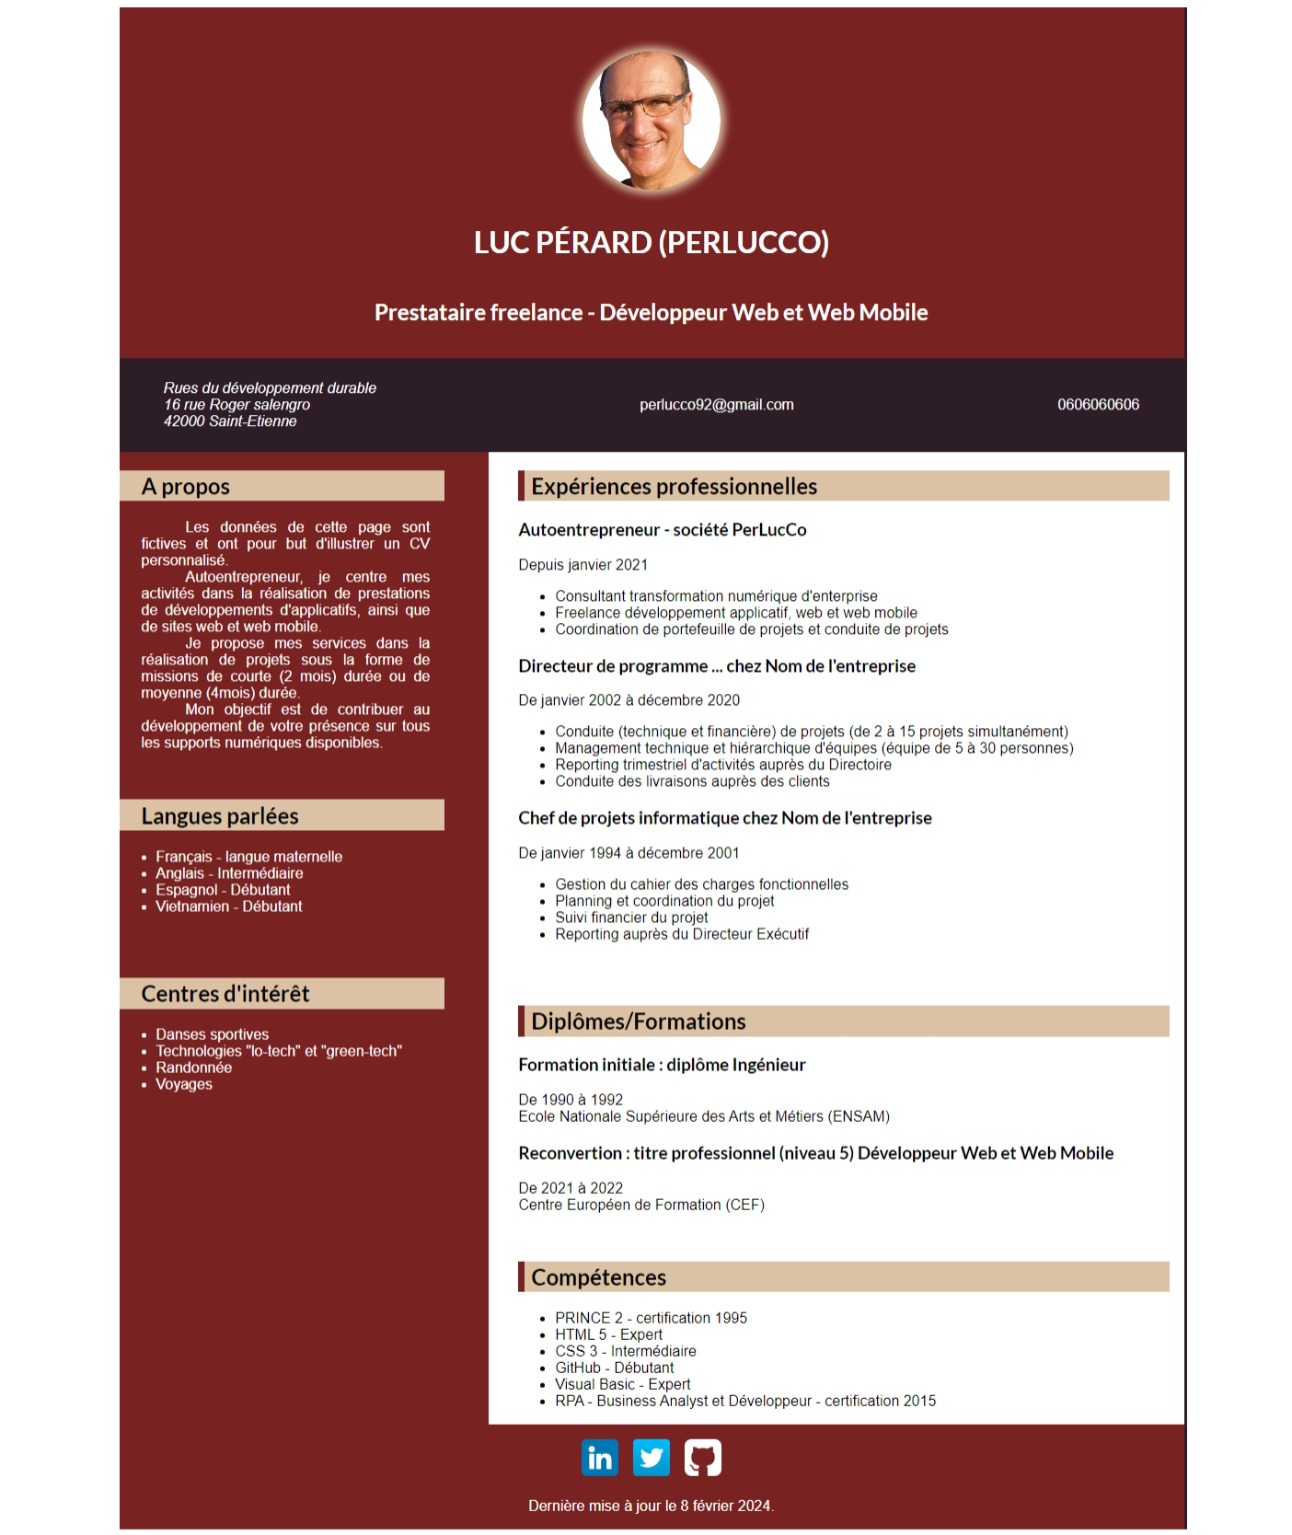 LUC PÉRARD (PERLUCCO)
Prestataire freelance - Développeur Web et Web Mobile
Rues du développement durable
16 rue Roger salengro
42000 Saint-Etienne
perlucco92@gmail.com
0606060606
A propos
Les données de cette page sont
fictives et ont pour but d'illustrer un CV
personnalisé.
Autoentrepreneur, je centre mes
activités dans la réalisation de prestations
de développements d'applicatifs, ainsi que
de sites web et web mobile.
Je propose mes services dans la
réalisation de projets sous la forme de
missions de courte (2 mois) durée ou de
moyenne (4mois) durée.
Mon objectif est de contribuer au
développement de votre présence sur tous
les supports numériques disponibles.
Langues parlées
• Français - langue maternelle
• Anglais - Intermédiaire
• Espagnol - Débutant
• Vietnamien - Débutant
Centres d'intérêt
• Danses sportives
• Technologies "lo-tech" et "green-tech"
• Randonnée
• Voyages
Expériences professionnelles
Autoentrepreneur - société PerLucCo
Depuis janvier 2021
• Consultant transformation numérique d'enterprise
• Freelance développement applicatif, web et web mobile
• Coordination de portefeuille de projets et conduite de projets
Directeur de programme ... chez Nom de l'entreprise
De janvier 2002 à décembre 2020
• Conduite (technique et financière) de projets (de 2 à 15 projets simultanément)
• Management technique et hiérarchique d'équipes (équipe de 5 à 30 personnes)
• Reporting trimestriel d'activités auprès du Directoire
• Conduite des livraisons auprès des clients
Chef de projets informatique chez Nom de l'entreprise
De janvier 1994 à décembre 2001
• Gestion du cahier des charges fonctionnelles
• Planning et coordination du projet
• Suivi financier du projet
• Reporting auprès du Directeur Exécutif
Diplômes/Formations
Formation initiale : diplôme Ingénieur
De 1990 à 1992
Ecole Nationale Supérieure des Arts et Métiers (ENSAM)
Reconvertion : titre professionnel (niveau 5) Développeur Web et Web Mobile
De 2021 à 2022
Centre Européen de Formation (CEF)
Compétences
• PRINCE 2 - certification 1995
• HTML 5 - Expert
• CSS 3 - Intermédiaire
• GitHub - Débutant
• Visual Basic - Expert
• RPA - Business Analyst et Développeur - certification 2015
in
Dernière mise à jour le 8 février 2024.